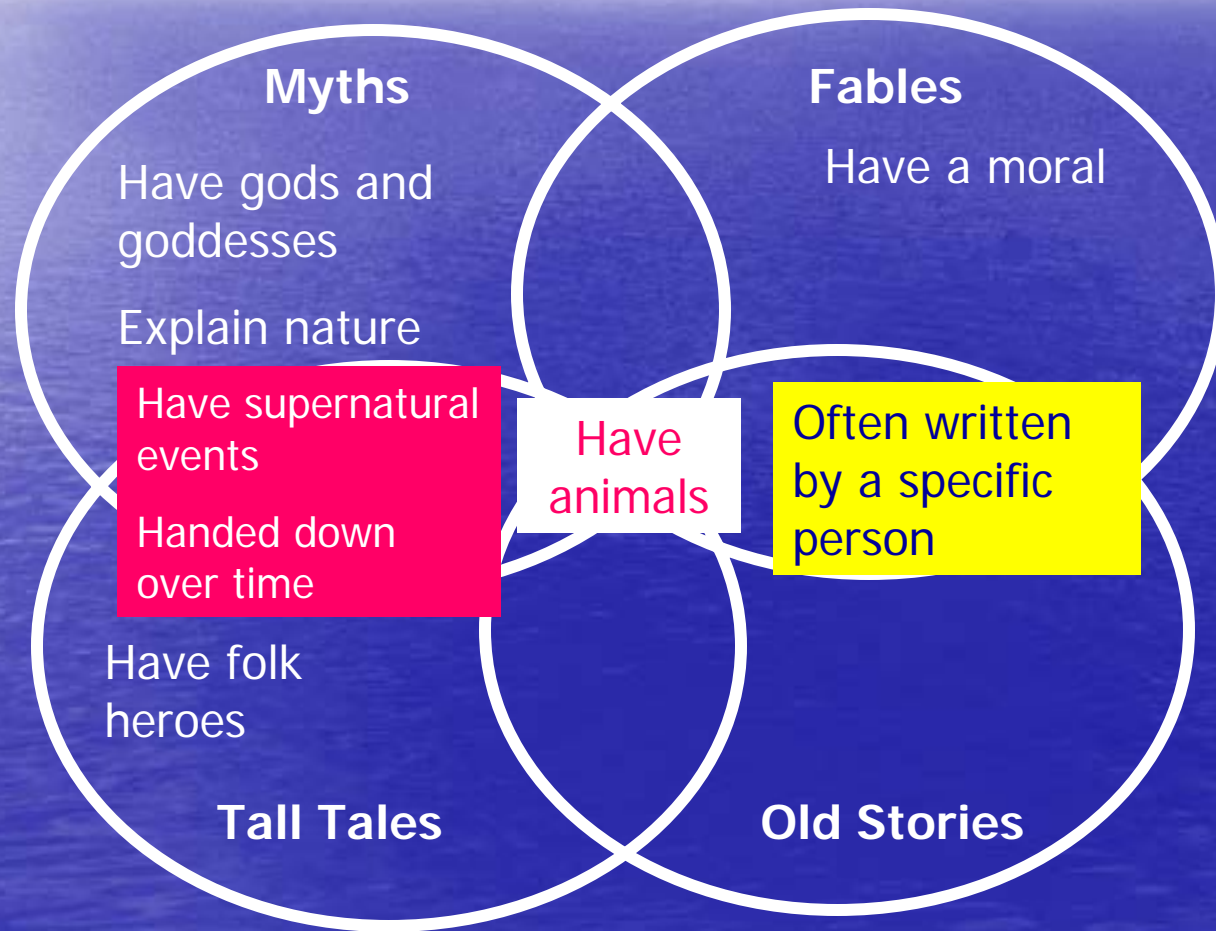 Myths
Have gods and
goddesses
Explain nature
Fables
Have a moral
Have supernatural
events
Handed down
over time
Have
animals
Often written
by a specific
person
Have folk
heroes
Tall Tales
Old Stories